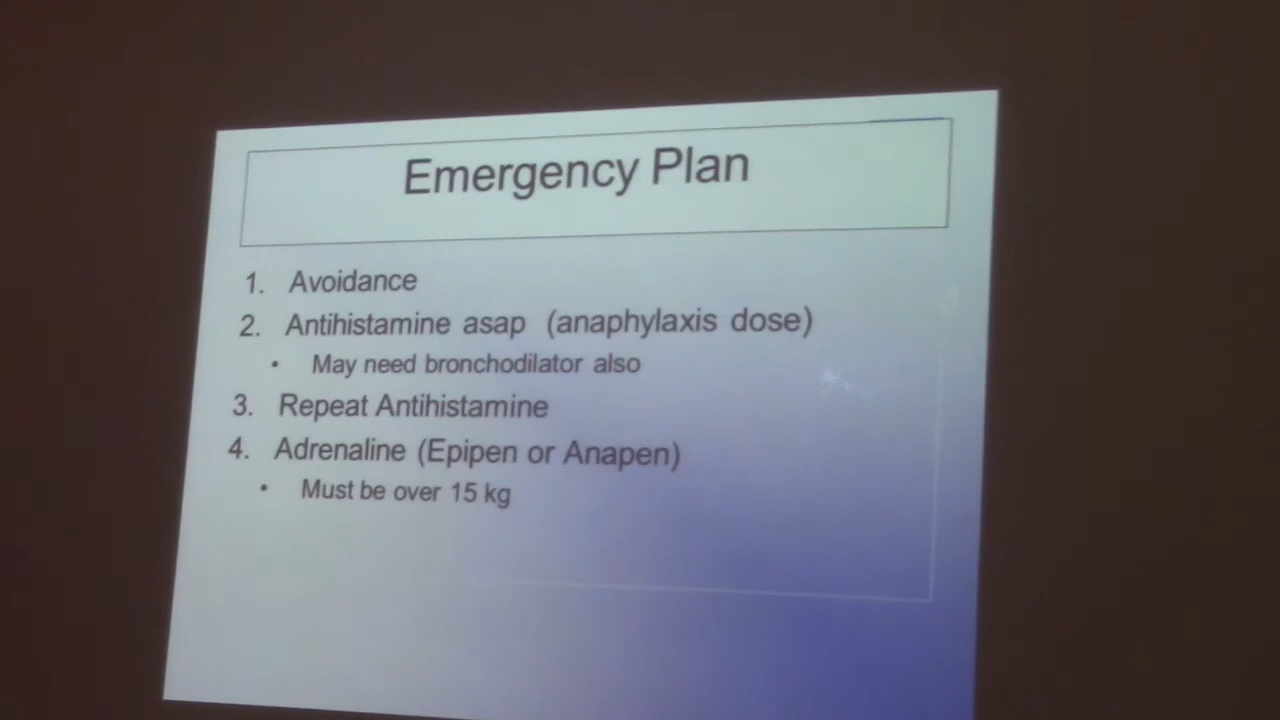 Emergency Plan
1. Avoidance
2. Antihistamine asap (anaphylaxis dose)
• May need bronchodilator also
3. Repeat Antihistamine
4. Adrenaline (Epipen or Anapen)
• Must be over 15 kg